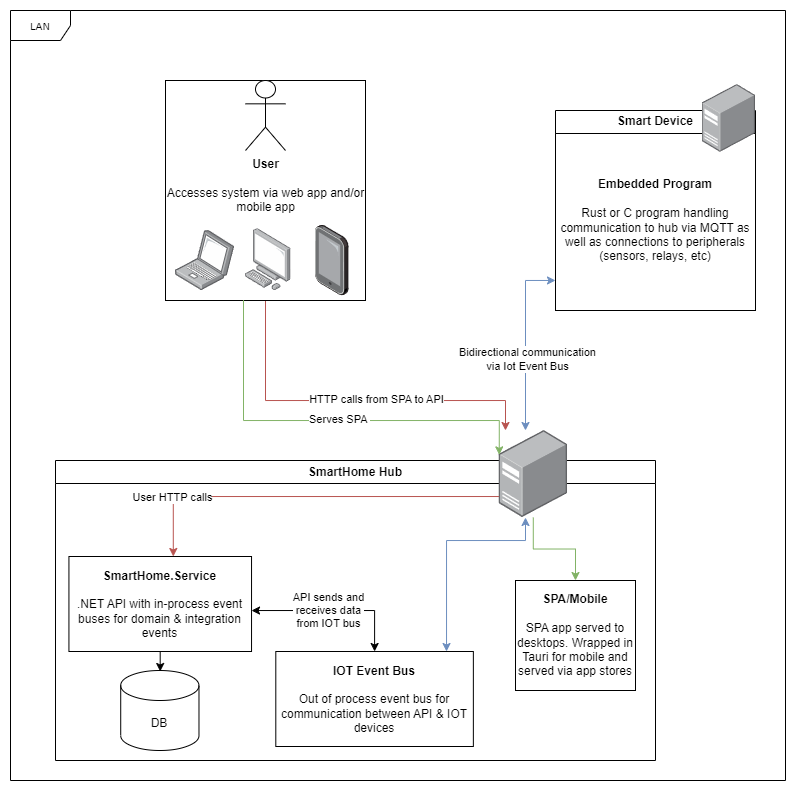 LAN
User
Accesses system via web app and/or
mobile app
Smart Device
Embedded Program
Rust or C program handling
communication to hub via MQTT as
well as connections to peripherals
(sensors, relays, etc)
Bidirectional communication
via Iot Event Bus
HTTP calls from SPA to API
Serves SPA
SmartHome Hub
User HTTP calls
SmartHome.Service
.NET API with in-process event
buses for domain & integration
events
API sends and
receives data
from IOT bus
SPA/Mobile
SPA app served to
desktops. Wrapped in
Tauri for mobile and
served via app stores
IOT Event Bus
Out of process event bus for
communication between API & IOT
devices
DB